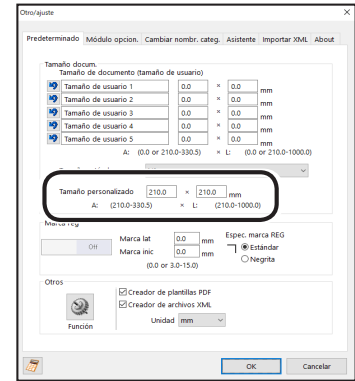 Otro/ajuste
Predeterminado Módulo opcion. Cambiar nombr. categ. Asistente Importar XML About
Tamaño docum.
Tamaño de documento (tamaño de usuario)
Tamaño de usuario 1 0.0 × 0.0 mm
Tamaño de usuario 2 0.0 × 0.0 mm
Tamaño de usuario 3 0.0 × 0.0 mm
Tamaño de usuario 4 0.0 × 0.0 mm
Tamaño de usuario 5 0.0 × 0.0 mm
A: (0.0 or 210.0-330.5) × L: (0.0 or 210.0-1000.0)
Tamaño personalizado 210.0 × 210.0 mm
A: (210.0-330.5) × L: (210.0-1000.0)
Marca reg
Off
Marca lat 0.0 mm
Marca inic 0.0 mm
(0.0 or 3.0-15.0)
Espec. marca REG
Estándar
Negrita
Otros
Función
Creador de plantillas PDF
Creador de archivos XML
Unidad mm
OK Cancelar